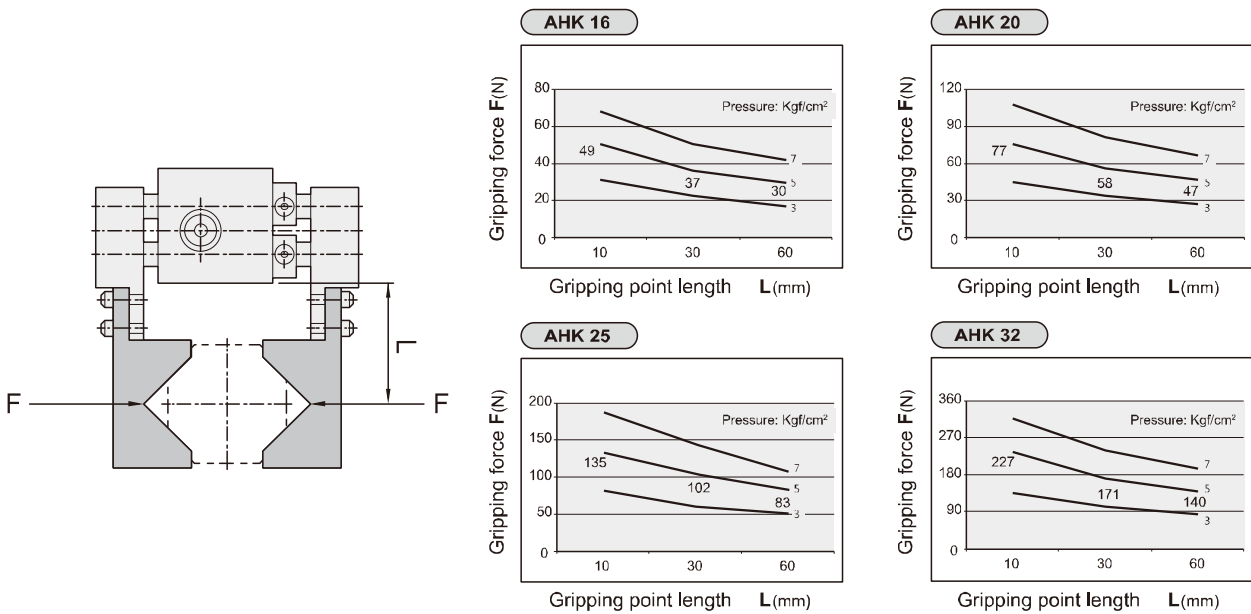 F
F
L
AHK 16
Gripping force F(N)
80
60
40
20
0
Pressure: Kgf/cm²
49
37
30
7
5
3
10 30 60
Gripping point length L(mm)
AHK 20
Gripping force F(N)
120
90
60
30
0
Pressure: Kgf/cm²
77
58
47
7
5
3
10 30 60
Gripping point length L(mm)
AHK 25
Gripping force F(N)
200
150
100
50
0
Pressure: Kgf/cm²
135
102
83
7
5
3
10 30 60
Gripping point length L(mm)
AHK 32
Gripping force F(N)
360
270
180
90
0
Pressure: Kgf/cm²
227
171
140
7
5
3
10 30 60
Gripping point length L(mm)